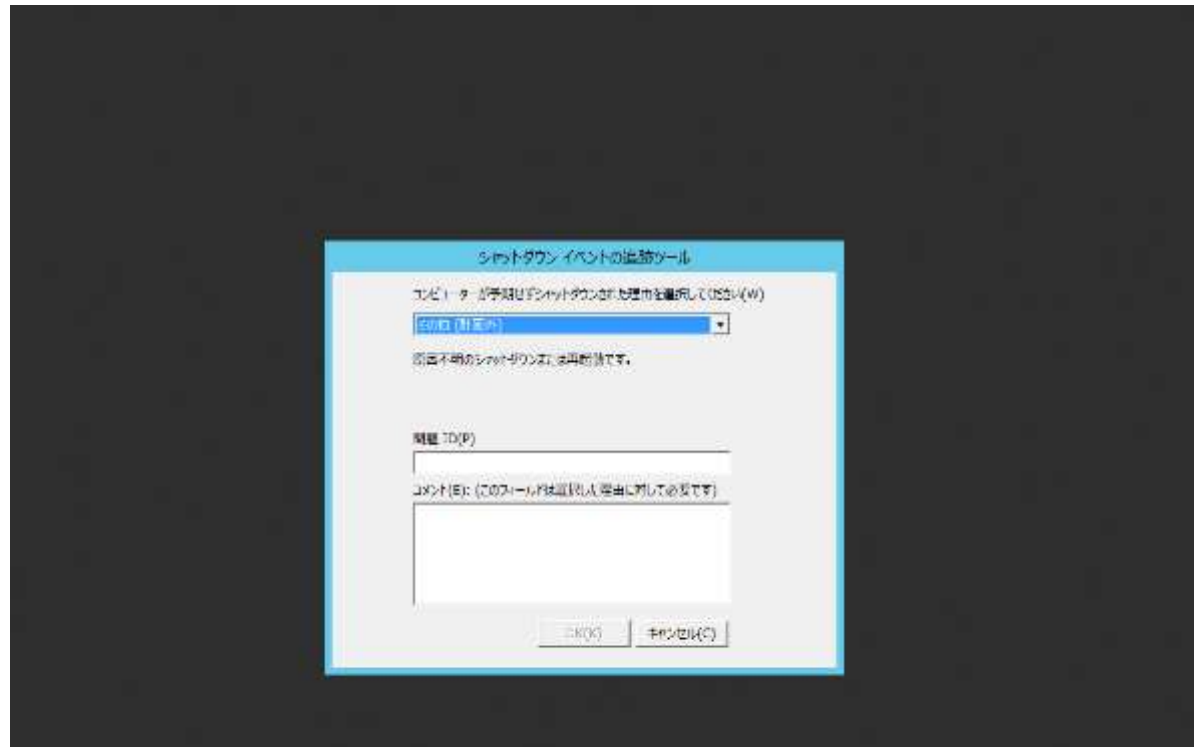 シャットダウン イベントの追跡ツール
コンピューターが予期せずシャットダウンされた理由を選択してください(W)
その他 (計画外)
原因不明のシャットダウンまたは再起動です。
問題 ID(P)
コメント(E): (このフィールドは選択した理由に対して必要です)
OK(K)
キャンセル(C)